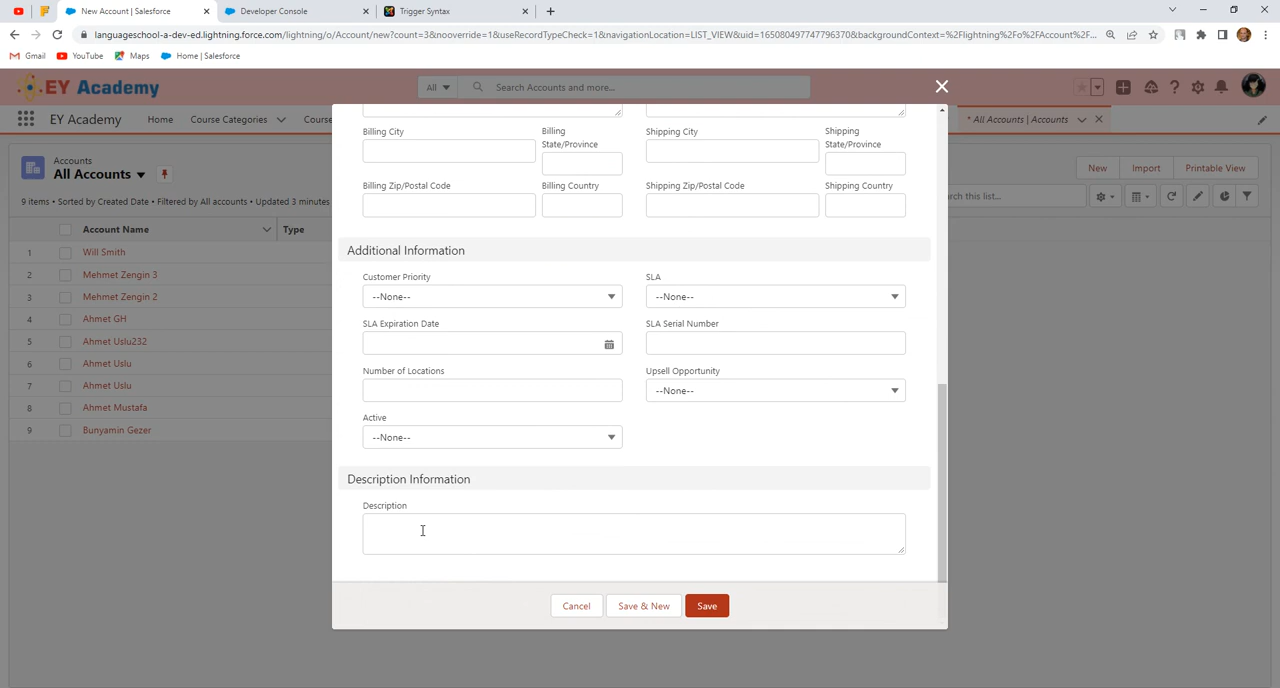 New Account | Salesforce
Developer Console
Trigger Syntax
languageschool-a-dev-ed.lightning.force.com/lightning/o/Account/new?count=3&nooverride=1&useRecordTypeCheck=1&navigationLocation=LIST_VIEW&uid=165080497747796370&backgroundContext=%2Flightning%2Fo%2FAccount%2F...
Gmail
YouTube
Maps
Home | Salesforce
EY Academy
All
Search Accounts and more...
EY Academy
Home
Course Categories
Course
* All Accounts | Accounts
Accounts
All Accounts
New
Import
Printable View
9 items • Sorted by Created Date • Filtered by All accounts • Updated 3 minutes
rch this list...
Account Name
Type
1 Will Smith
2 Mehmet Zengin 3
3 Mehmet Zengin 2
4 Ahmet GH
5 Ahmet Uslu232
6 Ahmet Uslu
7 Ahmet Uslu
8 Ahmet Mustafa
9 Bunyamin Gezer
Billing City
Billing
State/Province
Shipping City
Shipping
State/Province
Billing Zip/Postal Code
Billing Country
Shipping Zip/Postal Code
Shipping Country
Additional Information
Customer Priority
SLA
--None--
--None--
SLA Expiration Date
SLA Serial Number
Number of Locations
Upsell Opportunity
--None--
Active
--None--
Description Information
Description
Cancel
Save & New
Save